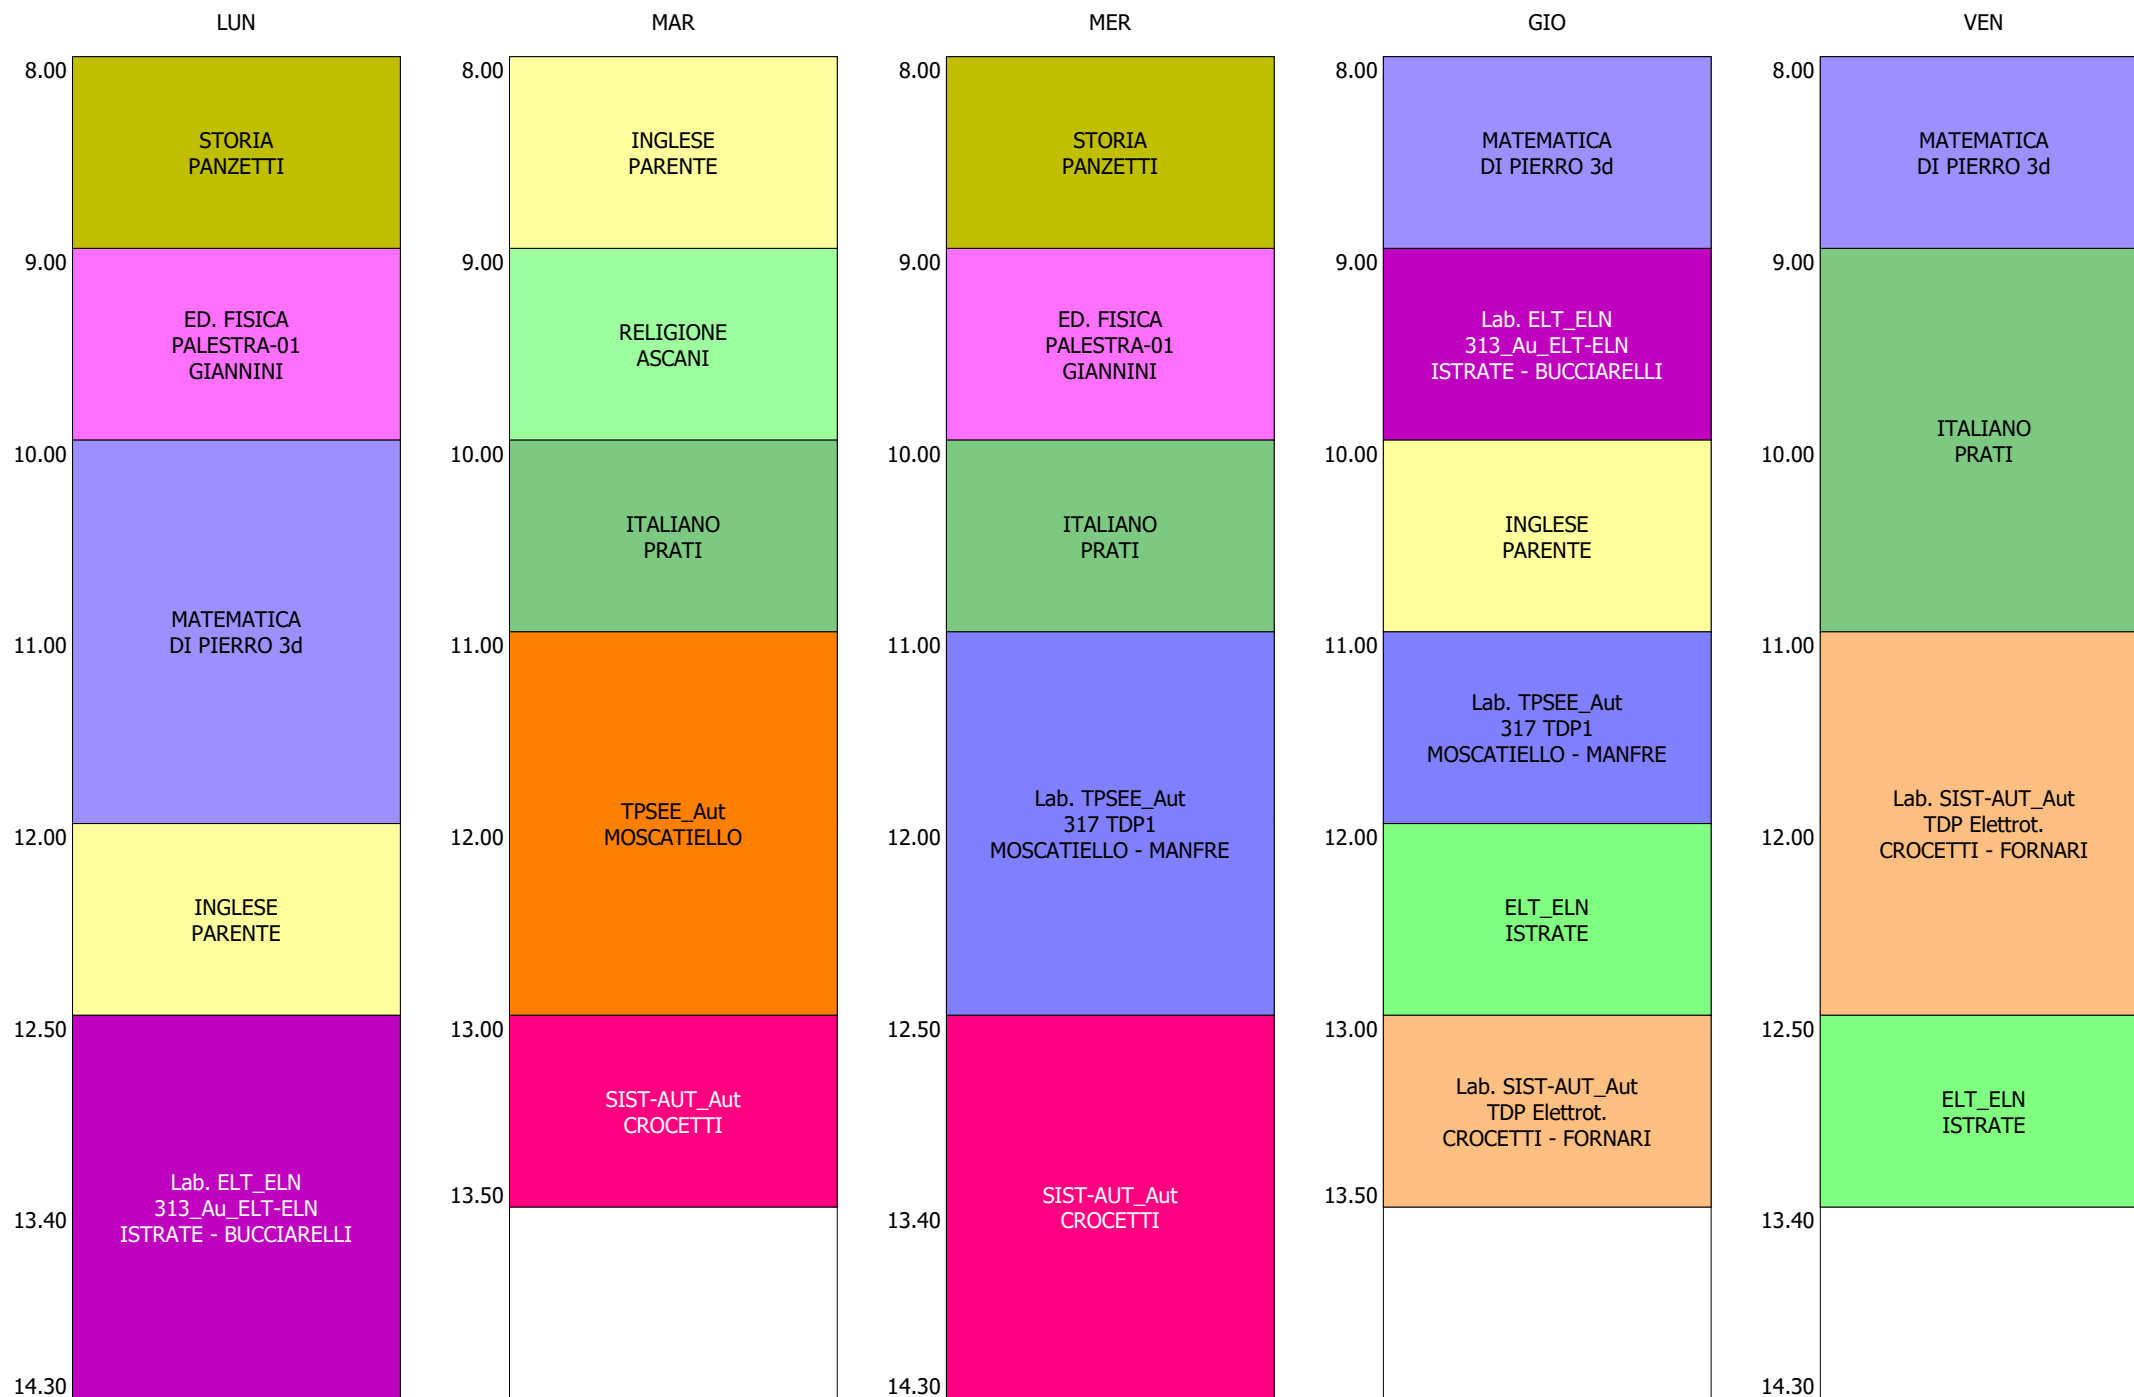 LUN
8.00
STORIA
PANZETTI
9.00
ED. FISICA
PALESTRA-01
GIANNINI
10.00
MATEMATICA
DI PIERRO 3d
11.00
12.00
INGLESE
PARENTE
12.50
Lab. ELT_ELN
313_Au_ELT-ELN
ISTRATE - BUCCIARELLI
13.40
14.30
MAR
8.00
INGLESE
PARENTE
9.00
RELIGIONE
ASCANI
10.00
ITALIANO
PRATI
11.00
TPSEE_Aut
MOSCATIELLO
12.00
13.00
SIST-AUT_Aut
CROCETTI
13.50
MER
8.00
STORIA
PANZETTI
9.00
ED. FISICA
PALESTRA-01
GIANNINI
10.00
ITALIANO
PRATI
11.00
Lab. TPSEE_Aut
317 TDP1
MOSCATIELLO - MANFRE
12.00
12.50
SIST-AUT_Aut
CROCETTI
13.40
14.30
GIO
8.00
MATEMATICA
DI PIERRO 3d
9.00
Lab. ELT_ELN
313_Au_ELT-ELN
ISTRATE - BUCCIARELLI
10.00
INGLESE
PARENTE
11.00
Lab. TPSEE_Aut
317 TDP1
MOSCATIELLO - MANFRE
12.00
ELT_ELN
ISTRATE
13.00
Lab. SIST-AUT_Aut
TDP Elettrot.
CROCETTI - FORNARI
13.50
VEN
8.00
MATEMATICA
DI PIERRO 3d
9.00
ITALIANO
PRATI
10.00
11.00
Lab. SIST-AUT_Aut
TDP Elettrot.
CROCETTI - FORNARI
12.00
12.50
ELT_ELN
ISTRATE
13.40
14.30